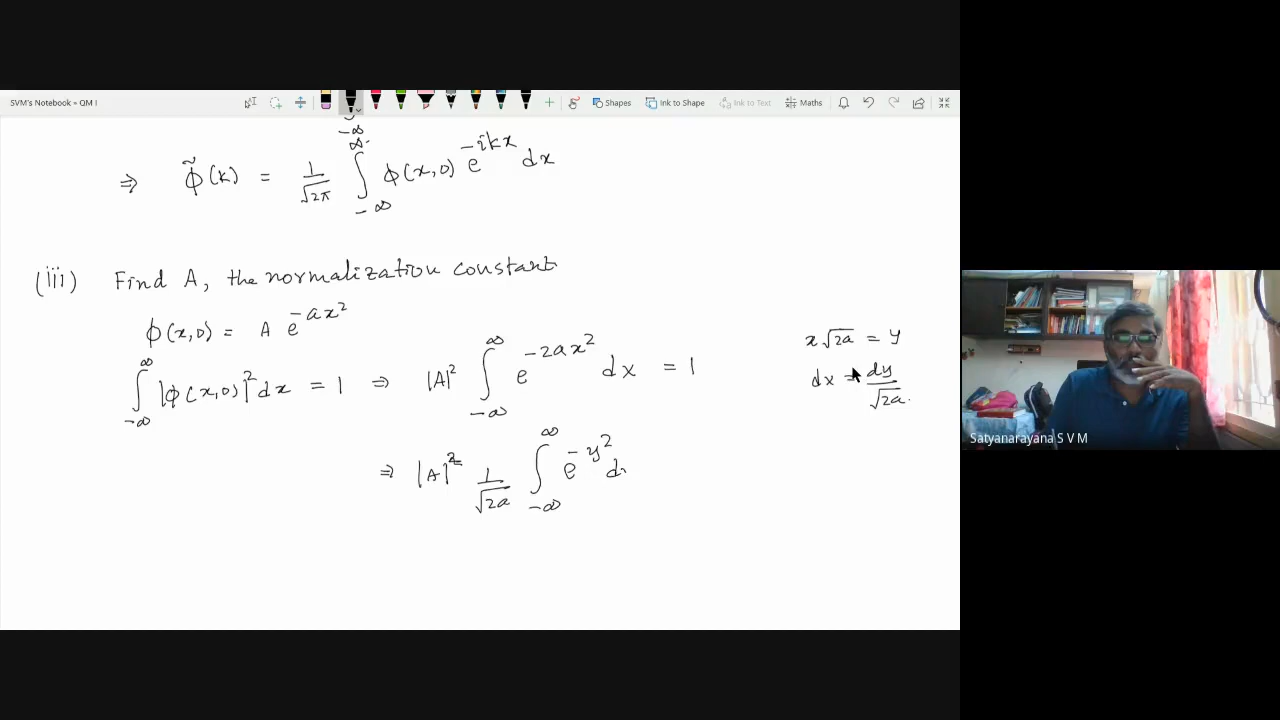 SVM's Notebook » QM I
Shapes Ink to Shape Ink to Text Maths
-∞
⇒ φ̃(k) = 1/√2π ∫_{-∞}^{∞} φ(x,0) e^{-ikx} dx
(iii) Find A, the normalization constant
φ(x,0) = A e^{-ax²}
∫_{-∞}^{∞} |φ(x,0)|² dx = 1 ⇒ |A|² ∫_{-∞}^{∞} e^{-2ax²} dx = 1
x√2a = y
dx = dy/√2a.
⇒ |A|² 1/√2a ∫_{-∞}^{∞} e^{-y²} d
Satyanarayana S V M